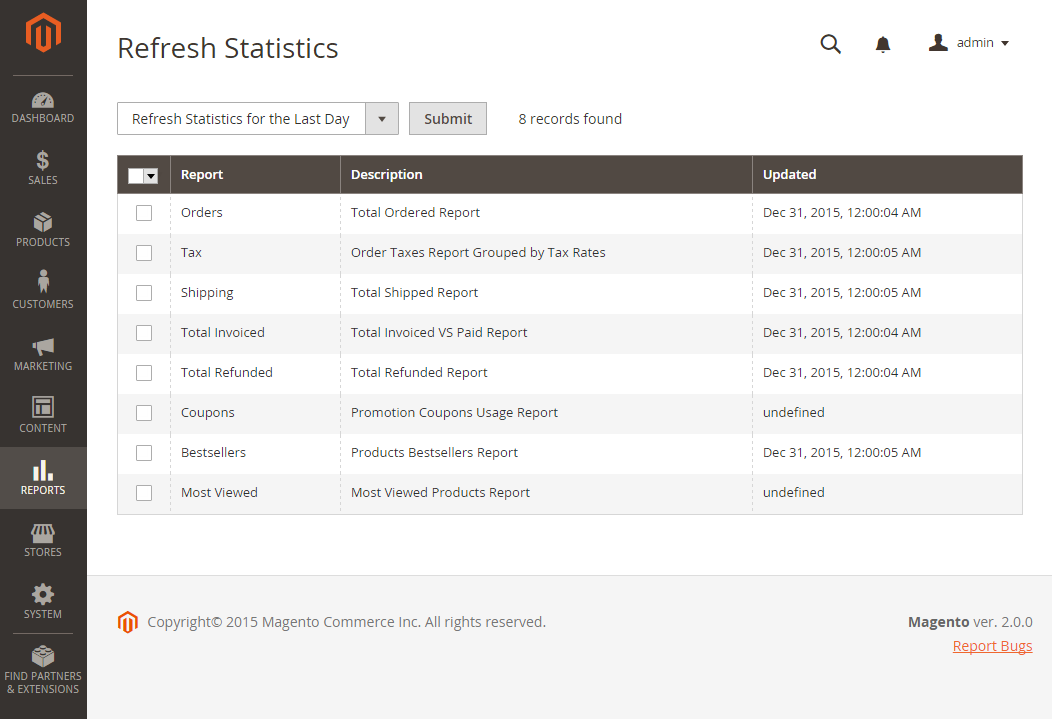 Refresh Statistics
admin
Refresh Statistics for the Last Day Submit 8 records found
Report Description Updated
Orders Total Ordered Report Dec 31, 2015, 12:00:04 AM
Tax Order Taxes Report Grouped by Tax Rates Dec 31, 2015, 12:00:05 AM
Shipping Total Shipped Report Dec 31, 2015, 12:00:05 AM
Total Invoiced Total Invoiced VS Paid Report Dec 31, 2015, 12:00:04 AM
Total Refunded Total Refunded Report Dec 31, 2015, 12:00:04 AM
Coupons Promotion Coupons Usage Report undefined
Bestsellers Products Bestsellers Report Dec 31, 2015, 12:00:05 AM
Most Viewed Most Viewed Products Report undefined
DASHBOARD
SALES
PRODUCTS
CUSTOMERS
MARKETING
CONTENT
REPORTS
STORES
SYSTEM
FIND PARTNERS
& EXTENSIONS
Copyright© 2015 Magento Commerce Inc. All rights reserved.
Magento ver. 2.0.0
Report Bugs